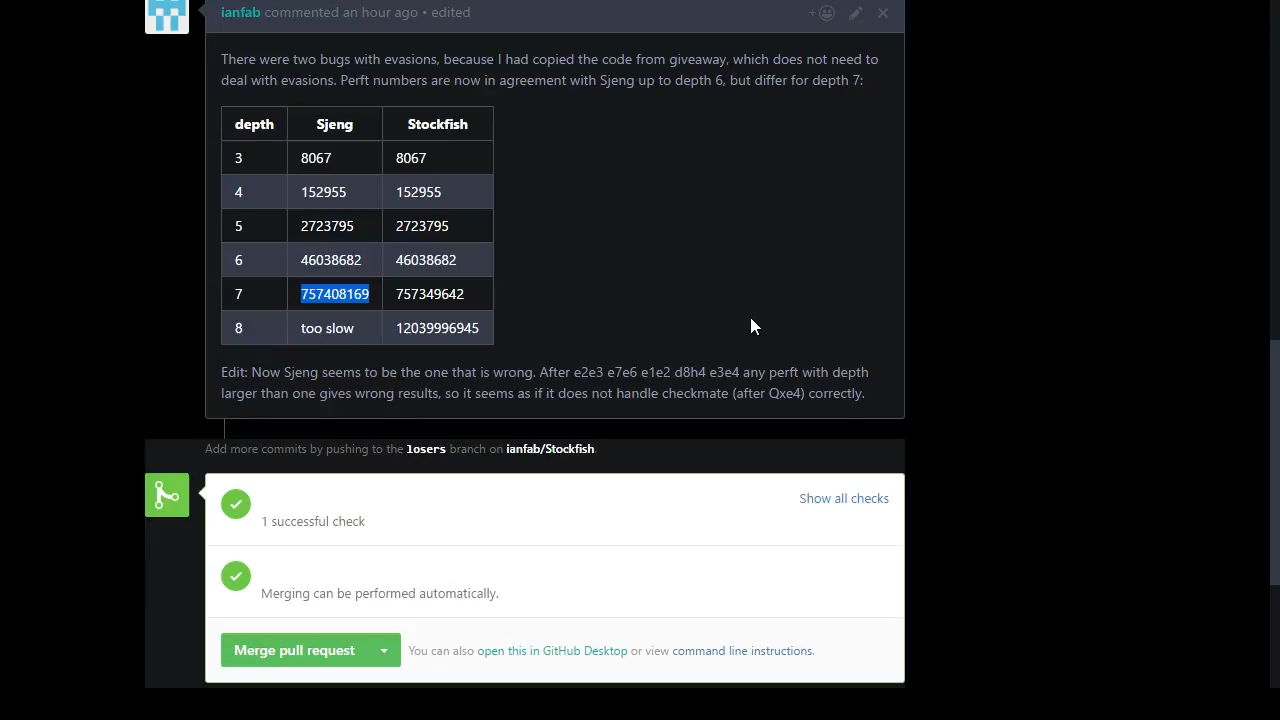 ianfab commented an hour ago • edited
There were two bugs with evasions, because I had copied the code from giveaway, which does not need to
deal with evasions. Perft numbers are now in agreement with Sjeng up to depth 6, but differ for depth 7:
depth Sjeng Stockfish
3 8067 8067
4 152955 152955
5 2723795 2723795
6 46038682 46038682
7 757408169 757349642
8 too slow 12039996945
Edit: Now Sjeng seems to be the one that is wrong. After e2e3 e7e6 e1e2 d8h4 e3e4 any perft with depth
larger than one gives wrong results, so it seems as if it does not handle checkmate (after Qxe4) correctly.
Add more commits by pushing to the losers branch on ianfab/Stockfish.
Show all checks
1 successful check
Merging can be performed automatically.
Merge pull request You can also open this in GitHub Desktop or view command line instructions.